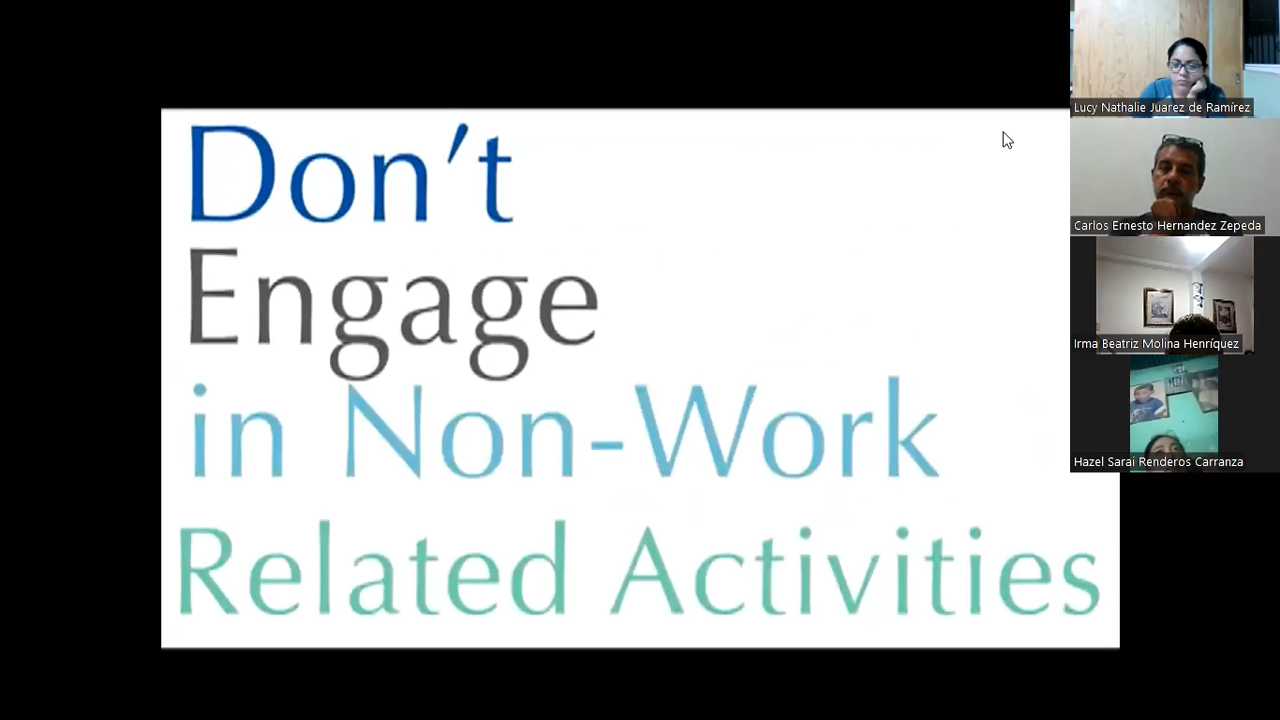 Don't
Engage
in Non-Work
Related Activities
Lucy Nathalie Juarez de Ramírez
Carlos Ernesto Hernandez Zepeda
Irma Beatriz Molina Henríquez
Hazel Sarai Renderos Carranza